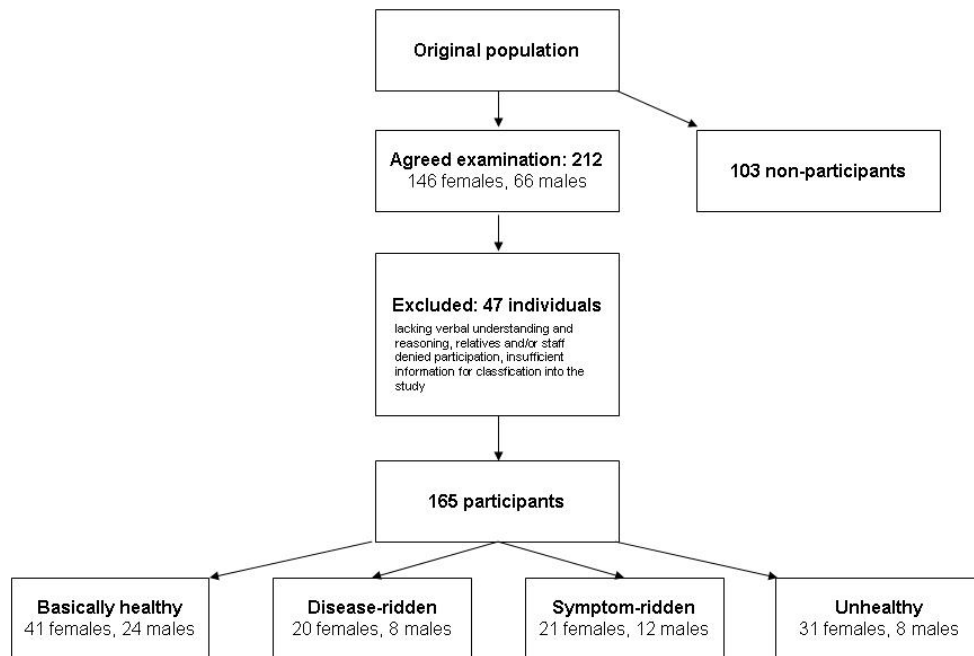 Original population
Agreed examination: 212
146 females, 66 males
103 non-participants
Excluded: 47 individuals
lacking verbal understanding and
reasoning, relatives and/or staff
denied participation, insufficient
information for classfication into the
study
165 participants
Basically healthy
41 females, 24 males
Disease-ridden
20 females, 8 males
Symptom-ridden
21 females, 12 males
Unhealthy
31 females, 8 males